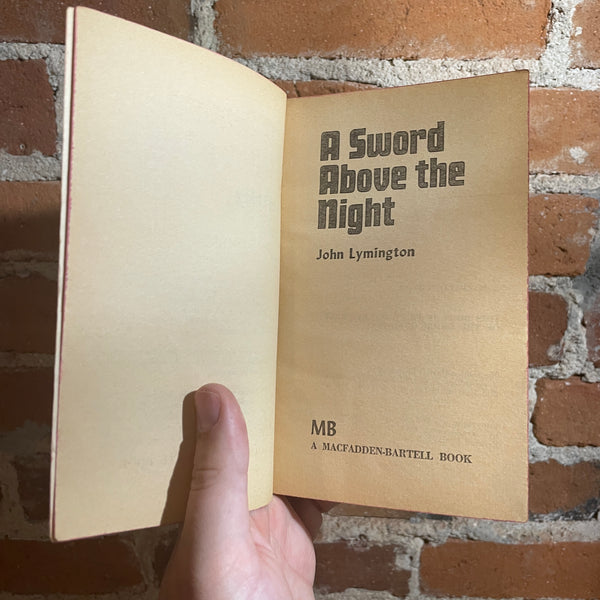 A Sword
Above the
Night
John Lymington
MB
A MACFADDEN-BARTELL BOOK